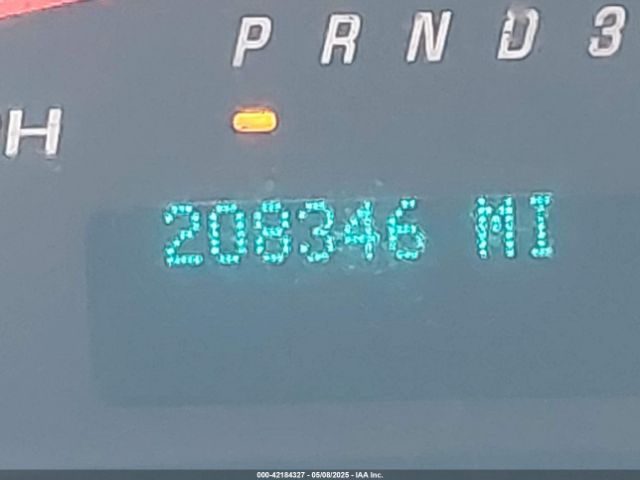 P R N D 3
H
208346 MI
000-42184327 - 05/08/2025 - IAA Inc.